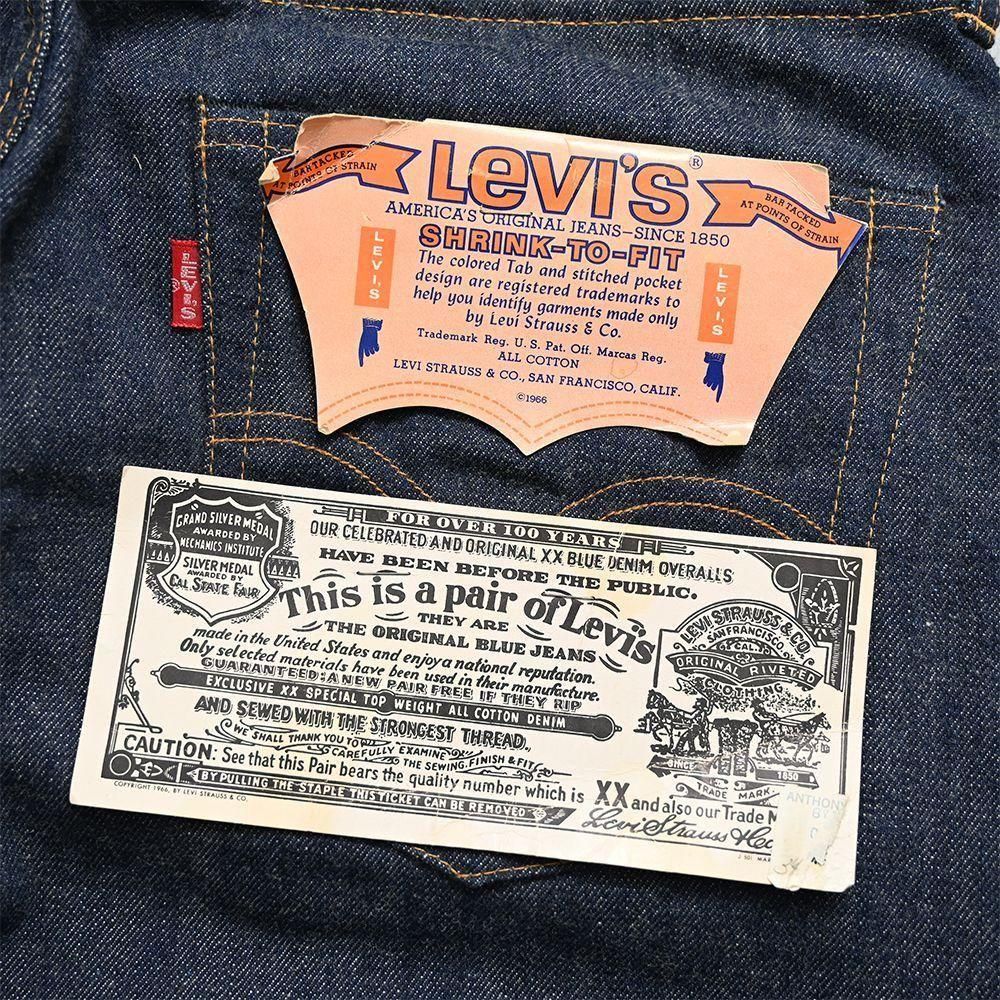 BAR TACKED
AT POINTS OF STRAIN
LEVI'S®
BAR TACKED
AT POINTS OF STRAIN
AMERICA'S ORIGINAL JEANS—SINCE 1850
SHRINK-TO-FIT
LEVI'S
The colored Tab and stitched pocket
design are registered trademarks to
help you identify garments made only
by Levi Strauss & Co.
LEVI'S
Trademark Reg. U. S. Pat. Off. Marcas Reg.
ALL COTTON
LEVI STRAUSS & CO., SAN FRANCISCO, CALIF.
©1966
LEVI'S®
GRAND SILVER MEDAL
AWARDED BY
MECHANICS INSTITUTE
SILVER MEDAL
AWARDED BY
CAL STATE FAIR
FOR OVER 100 YEARS
OUR CELEBRATED AND ORIGINAL XX BLUE DENIM OVERALLS
HAVE BEEN BEFORE THE PUBLIC.
This is a pair of Levi's
THEY ARE
THE ORIGINAL BLUE JEANS
made in the United States and enjoy a national reputation.
Only selected materials have been used in their manufacture.
GUARANTEED: A NEW PAIR FREE IF THEY RIP
EXCLUSIVE XX SPECIAL TOP WEIGHT ALL COTTON DENIM
AND SEWED WITH THE STRONGEST THREAD.
WE SHALL THANK YOU TO
CAREFULLY EXAMINE
THE SEWING, FINISH & FIT
CAUTION: See that this Pair bears the quality number which is XX and also our Trade M
BY PULLING THE STAPLE THIS TICKET CAN BE REMOVED
Levi Strauss &
COPYRIGHT 1966, BY LEVI STRAUSS & CO.
LEVI STRAUSS & CO.
SAN FRANCISCO,
CAL.
ORIGINAL RIVETED
CLOTHING
SINCE 1850
TRADE MARK
ANTHONY
J 501 MAR